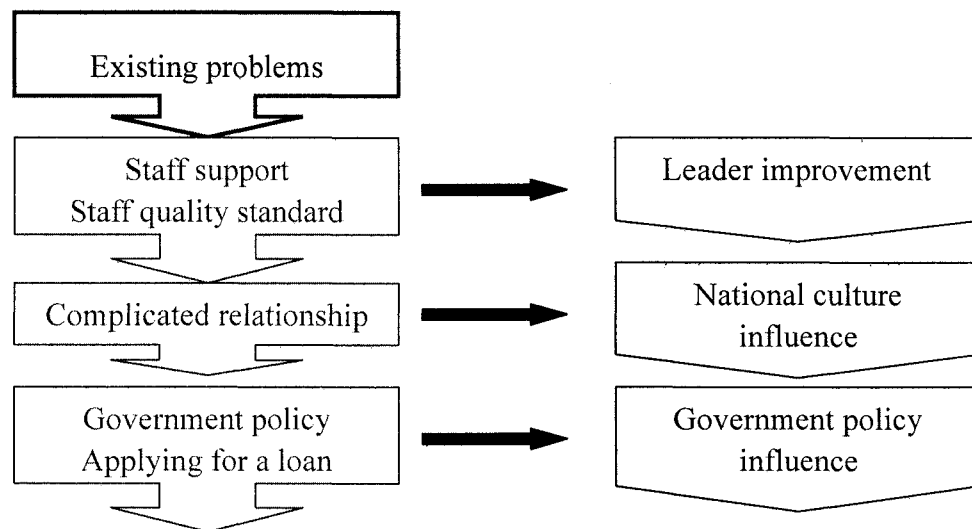 Existing problems
Staff support
Staff quality standard
Leader improvement
Complicated relationship
National culture
influence
Government policy
Applying for a loan
Government policy
influence